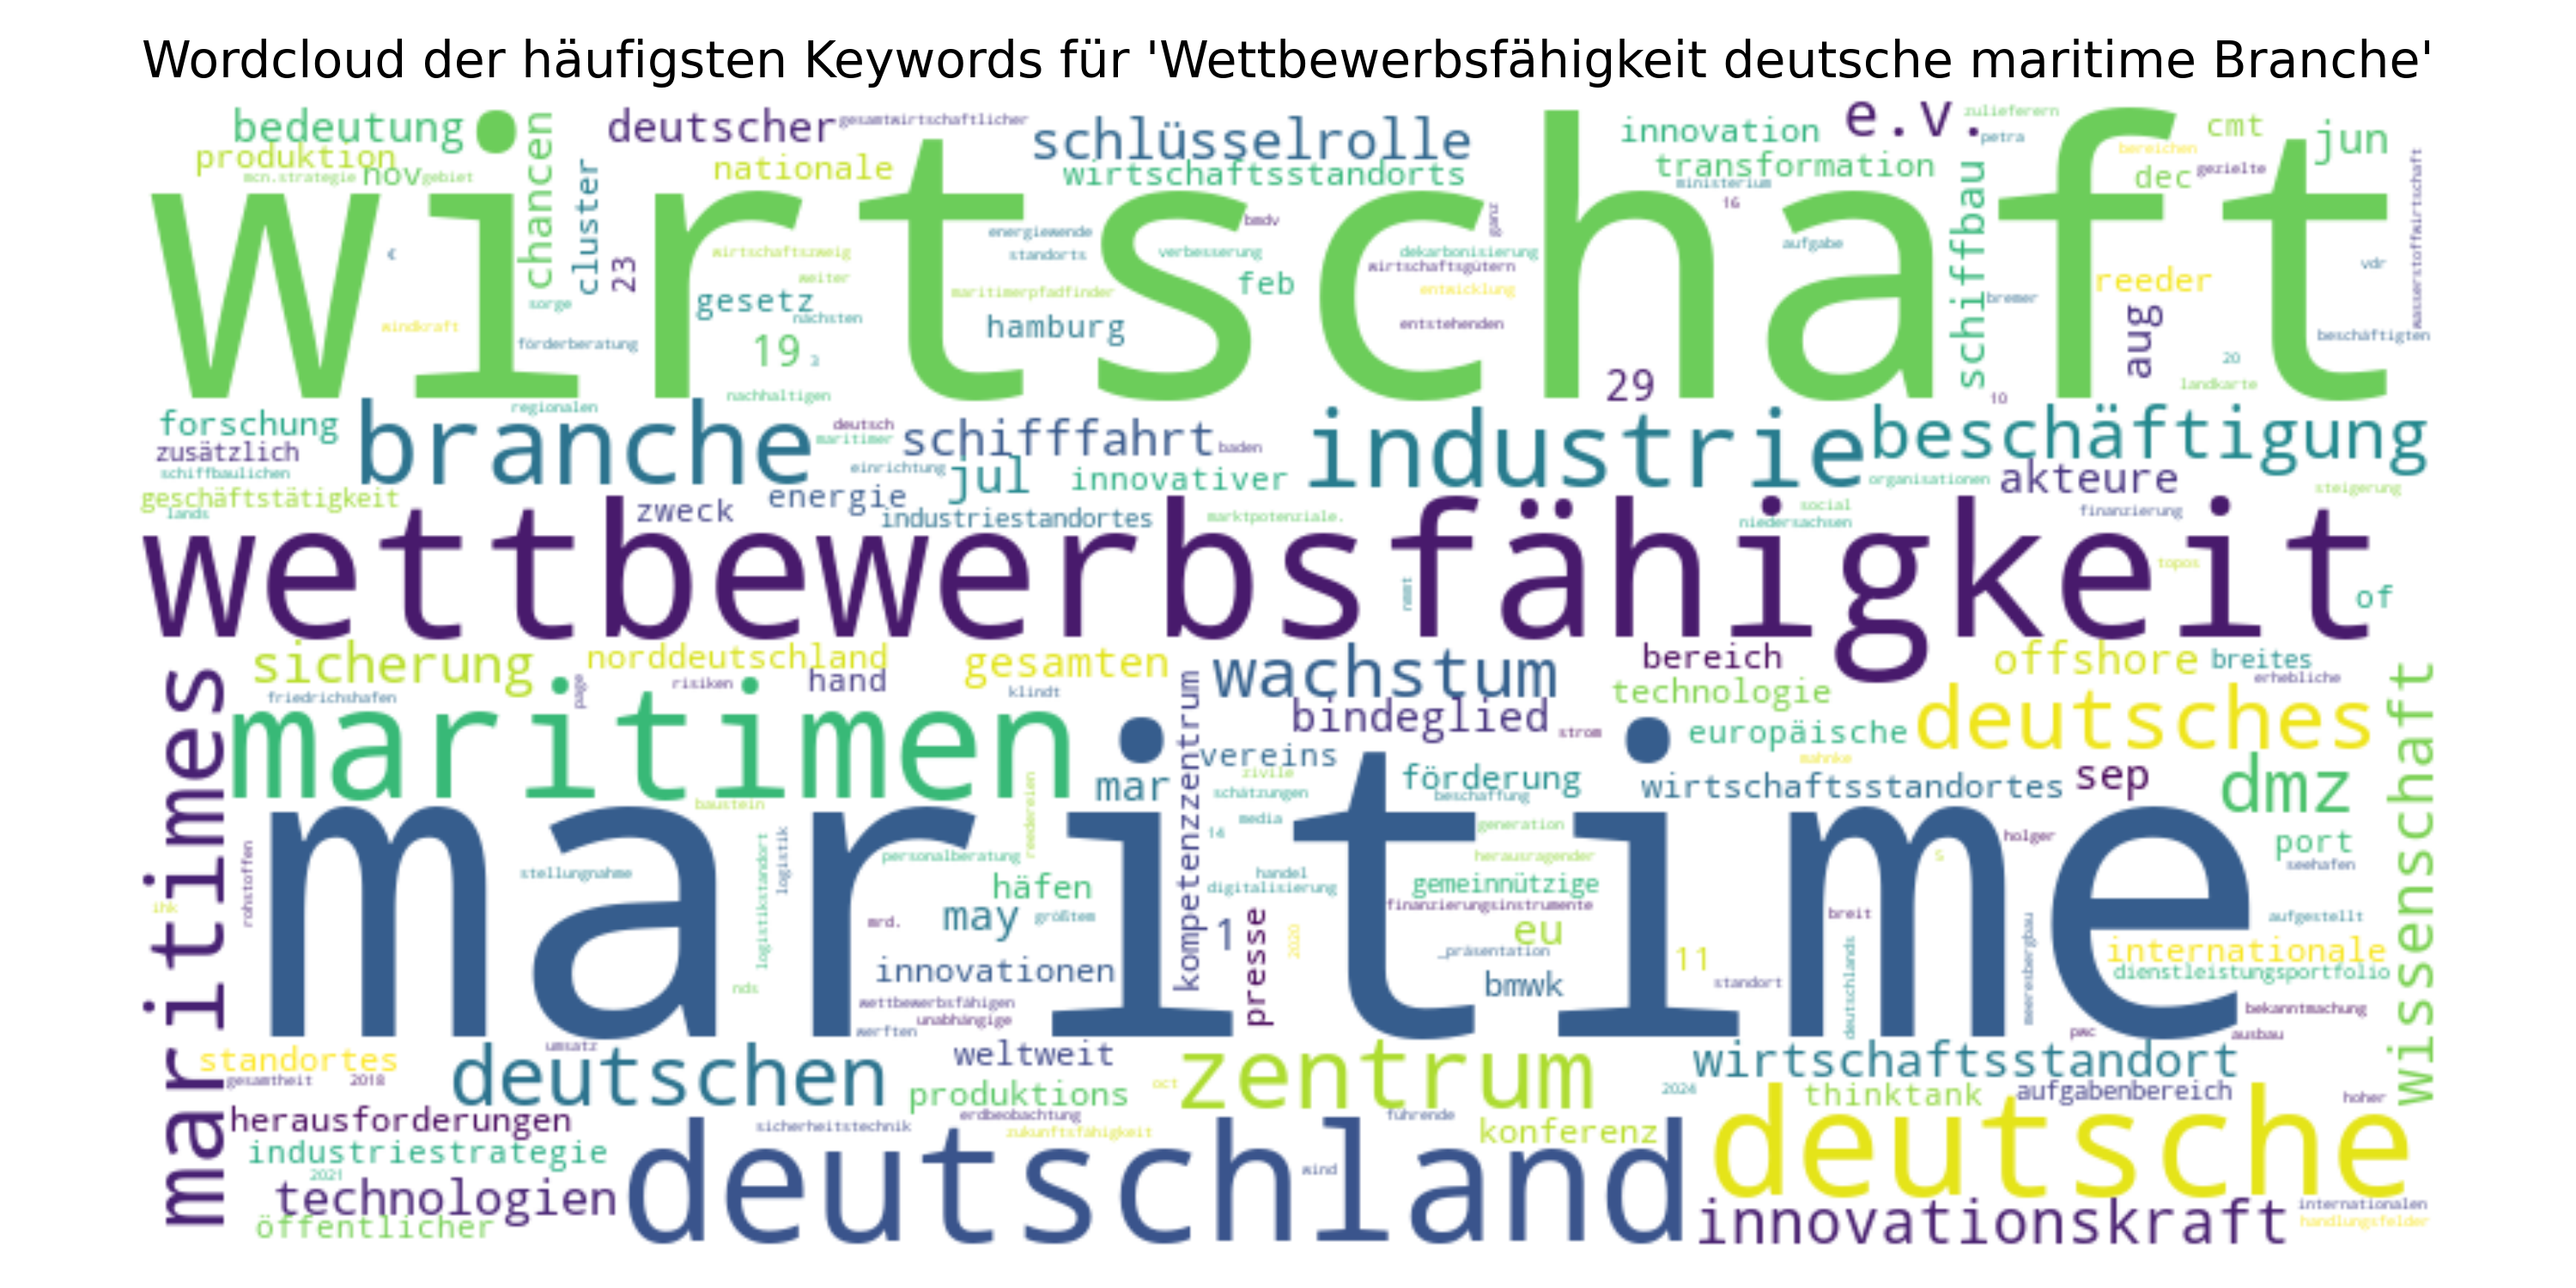 Wordcloud der häufigsten Keywords für 'Wettbewerbsfähigkeit deutsche maritime Branche'
bedeutung
chancen
deutscher
gesamtwirtschaftlicher
schlüsselrolle
innovation
e.v.
zulieferern
petra
cmt
jun
produktion
mcn.strategie
nov
gebiet
cluster
nationale
wirtschaftsstandorts
transformation
ministerium
16
bereichen
dec
gezielte
wirtschaft
wasserstoffwirtschaft
€
23
wirtschaftszweig
weiter
energiewende
standorts
bmdv
verbesserung
ganz
dekarbonisierung
wirtschaftsgütern
aufgabe
schiffbau
vdr
sorge
gesetz
nächsten
maritimerpfadfinder
feb
entwicklung
reeder
bremer
windkraft
förderberatung
19
3
hamburg
entstehenden
aug
beschäftigten
20
landkarte
nachhaltigen
29
10
regionalen
forschung
zusätzlich
schiffbaulichen
branche
deutsch
maritimer
schifffahrt
baden
industrie
beschäftigung
einrichtung
jul
innovativer
organisationen
akteure
steigerung
geschäftstätigkeit
lands
zweck
energie
industriestandortes
marktpotenziale.
social
niedersachsen
finanzierung
wettbewerbsfähigkeit
topos
of
sicherung
norddeutschland
gesamten
wachstum
bereich
offshore
breites
erhebliche
friedrichshafen
page
risiken
hand
klindt
kompetenzzentrum
technologie
maritimes
maritimen
bindeglied
strom
europäische
deutsches
wissenschaft
mar
vereins
zivile
förderung
mahnke
wirtschaftsstandortes
sep
dmz
baustein
reedereien
schätzungen
beschaffung
maritime
media
14
generation
holger
port
seehafen
rohstoffen
stellungnahme
logistikstandort
logistik
personalberatung
handel
digitalisierung
herausragender
5
häfen
gemeinnützige
finanzierungsinstrumente
ihk
mrd.
may
größtem
1
presse
2020
eu
breit
aufgestellt
_präsentation
11
internationale
dienstleistungsportfolio
innovationen
bmwk
standort
deutschlands
meeresbergbau
nds
wettbewerbsfähigen
unabhängige
werften
bekanntmachung
pwc
ausbau
umsatz
standortes
gesamtheit
2018
deutschen
weltweit
zentrum
wirtschaftsstandort
produktions
oct
2024
thinktank
aufgabenbereich
hoher
herausforderungen
sicherheitstechnik
erdbeobachtung
zukunftsfähigkeit
führende
konferenz
deutsche
industriestrategie
2021
deutschland
wind
technologien
öffentlicher
innovationskraft
internationalen
handlungsfelder